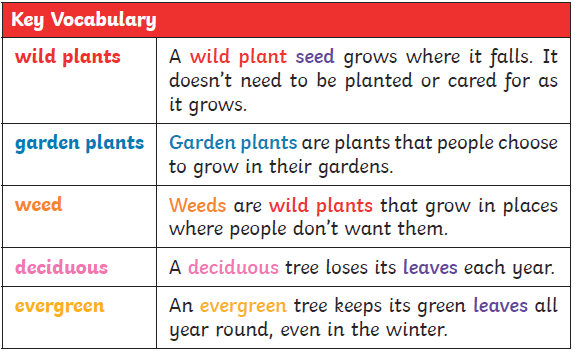 Key Vocabulary
wild plants
A wild plant seed grows where it falls. It
doesn't need to be planted or cared for as
it grows.
garden plants
Garden plants are plants that people choose
to grow in their gardens.
weed
Weeds are wild plants that grow in places
where people don't want them.
deciduous
A deciduous tree loses its leaves each year.
evergreen
An evergreen tree keeps its green leaves all
year round, even in the winter.